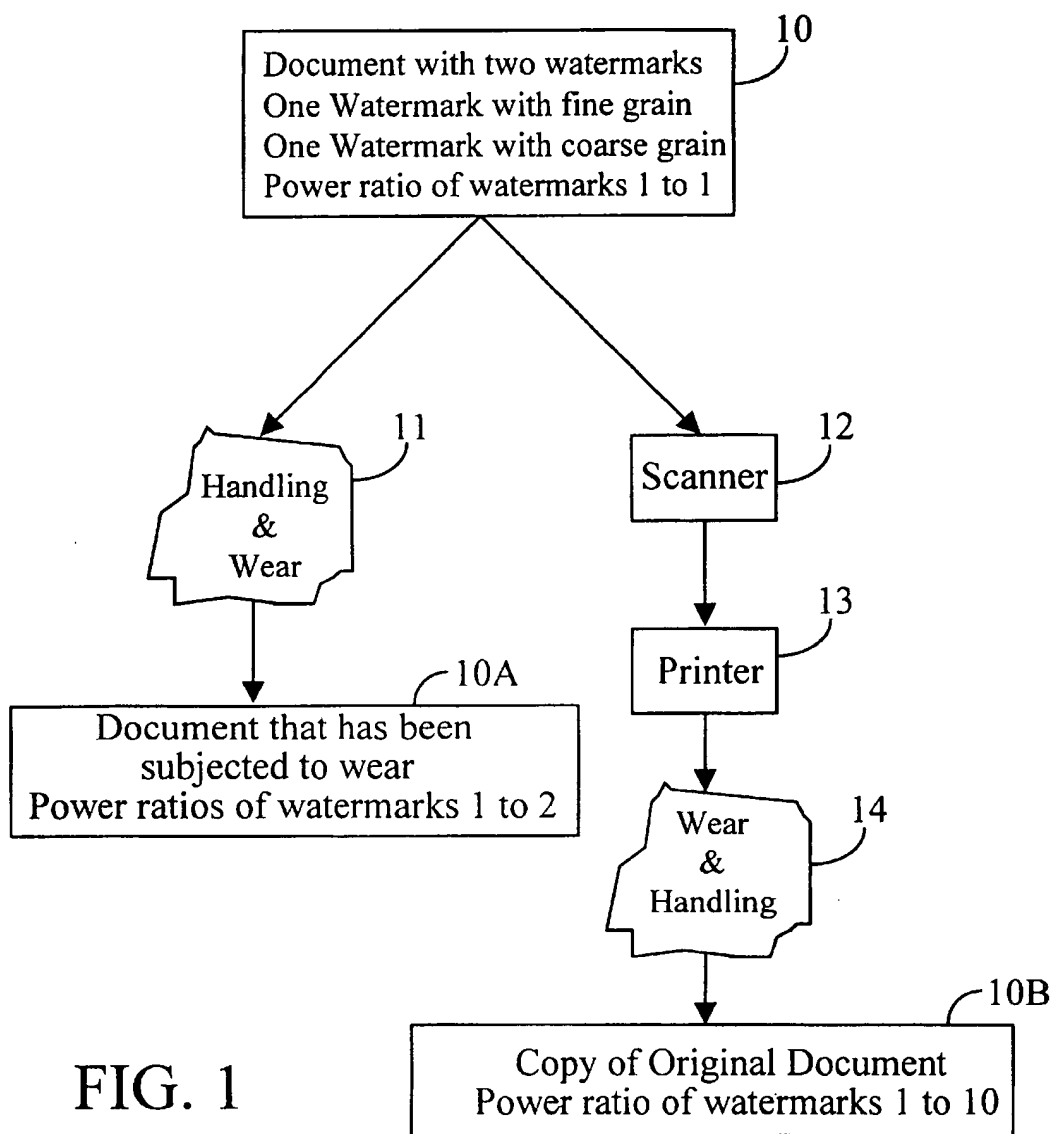 10
Document with two watermarks
One Watermark with fine grain
One Watermark with coarse grain
Power ratio of watermarks 1 to 1
11
Handling
&
Wear
12
Scanner
13
Printer
10A
Document that has been
subjected to wear
Power ratios of watermarks 1 to 2
14
Wear
&
Handling
10B
Copy of Original Document
Power ratio of watermarks 1 to 10
FIG. 1